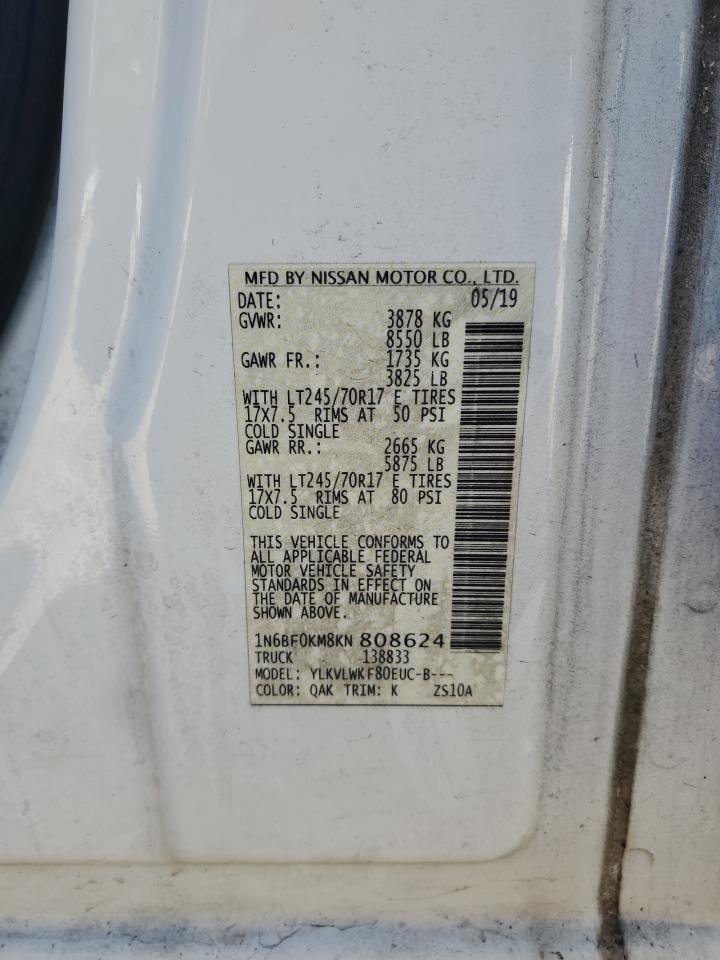 MFD BY NISSAN MOTOR CO., LTD.
DATE: 05/19
GVWR: 3878 KG
8550 LB
GAWR FR.: 1735 KG
3825 LB
WITH LT245/70R17 E TIRES
17X7.5 RIMS AT 50 PSI
COLD SINGLE
GAWR RR.: 2665 KG
5875 LB
WITH LT245/70R17 E TIRES
17X7.5 RIMS AT 80 PSI
COLD SINGLE
THIS VEHICLE CONFORMS TO
ALL APPLICABLE FEDERAL
MOTOR VEHICLE SAFETY
STANDARDS IN EFFECT ON
THE DATE OF MANUFACTURE
SHOWN ABOVE.
1N6BF0KM8KN 808624
TRUCK 138833
MODEL: YLKVLWKF80EUC-B---
COLOR: QAK TRIM: K ZS10A